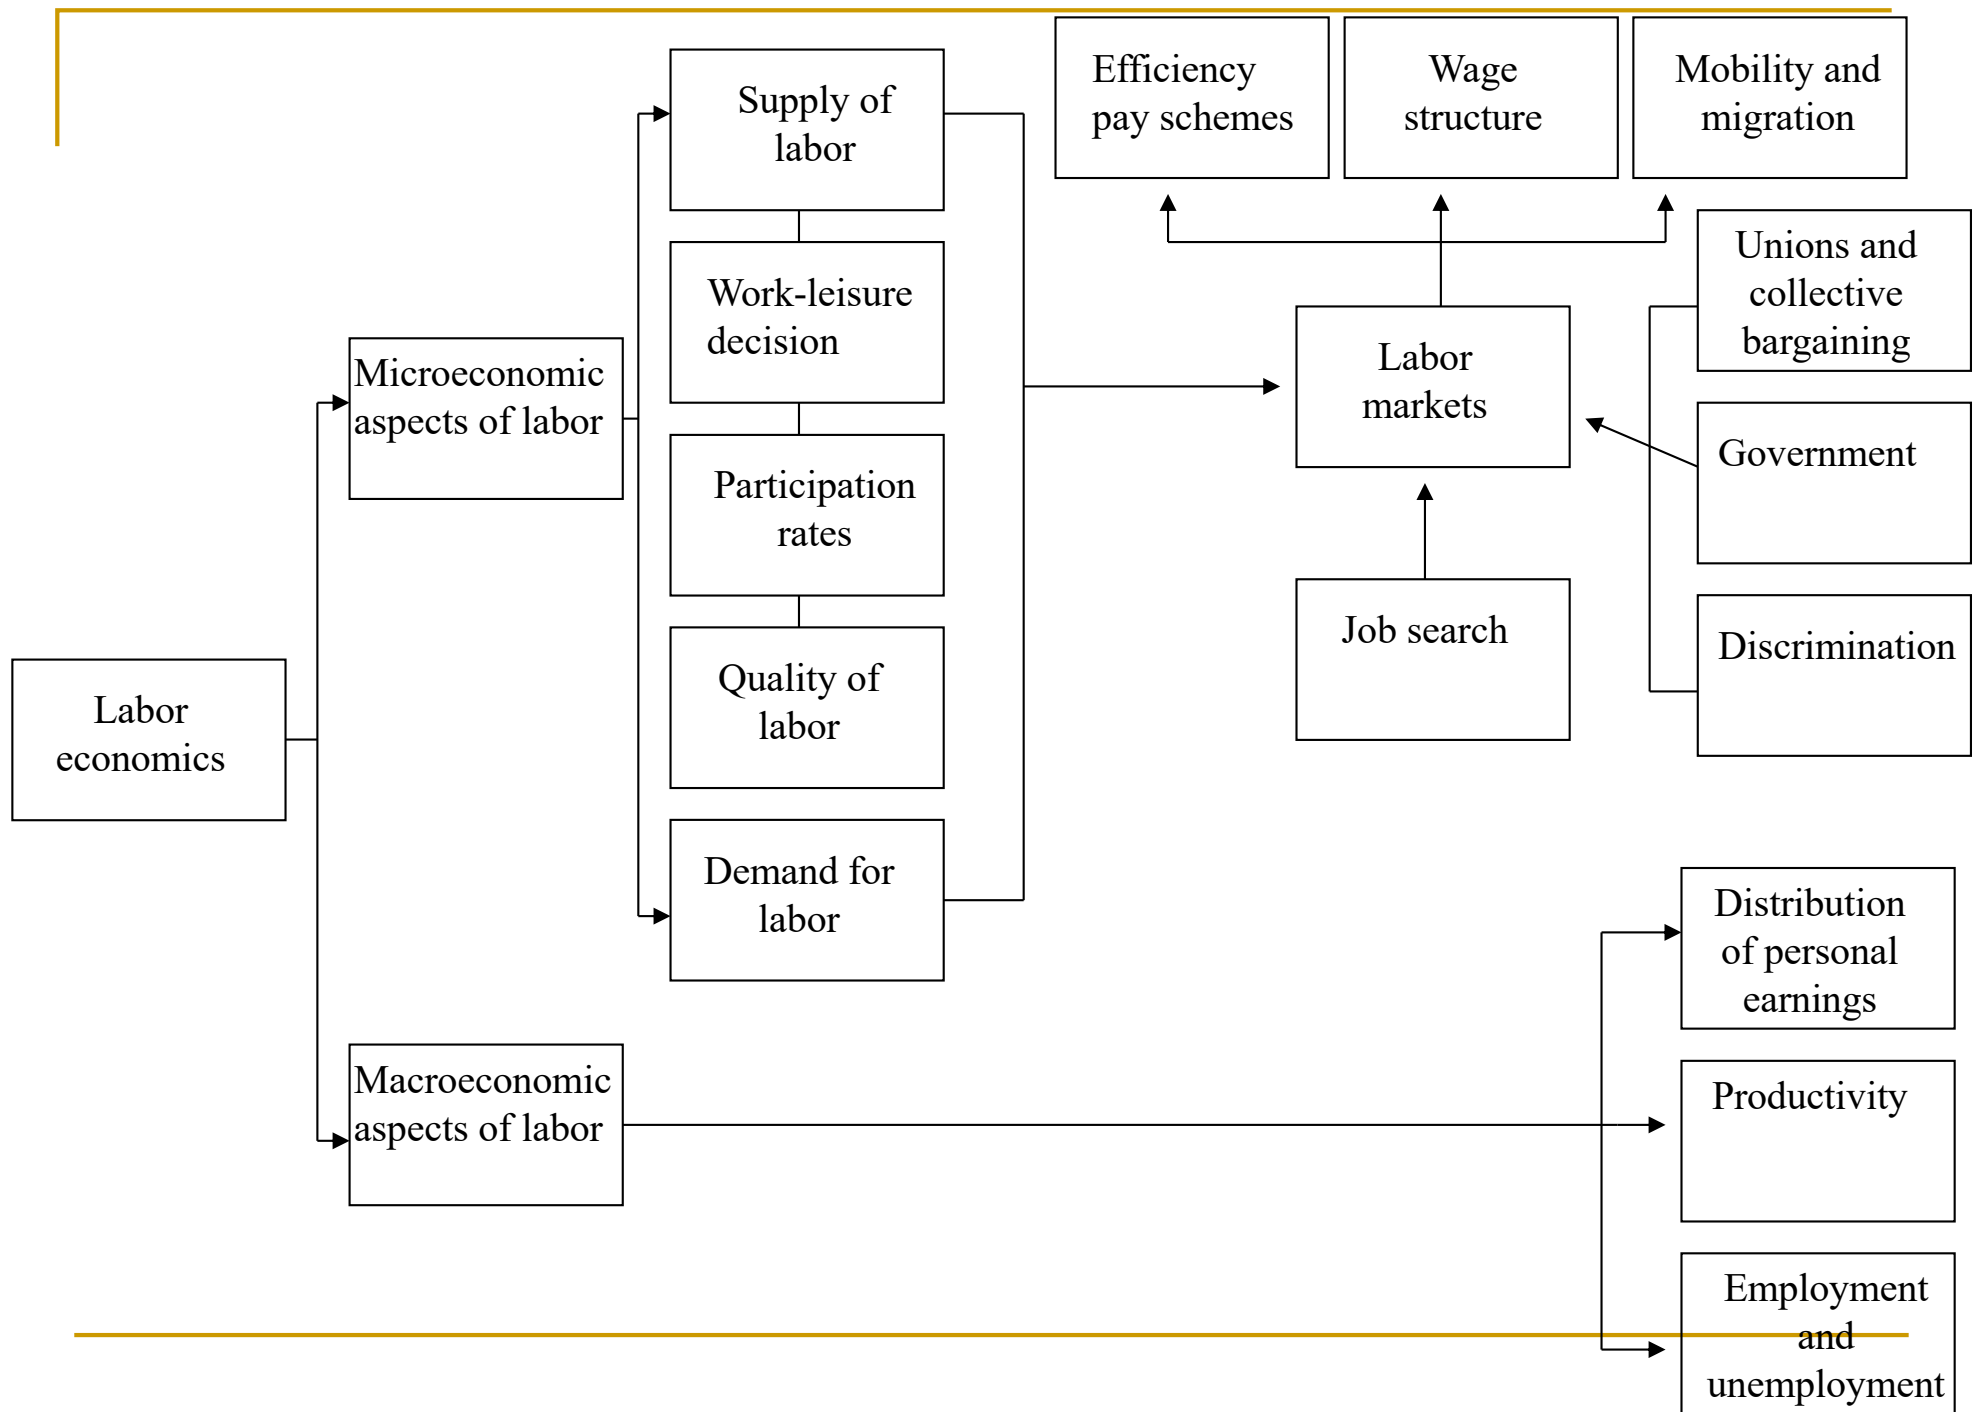 Efficiency
pay schemes
Wage
structure
Mobility and
migration
Supply of
labor
Unions and
collective
bargaining
Work-leisure
decision
Labor
markets
Microeconomic
aspects of labor
Government
Participation
rates
Job search
Discrimination
Quality of
labor
Labor
economics
Demand for
labor
Distribution
of personal
earnings
Macroeconomic
aspects of labor
Productivity
Employment
and
unemployment